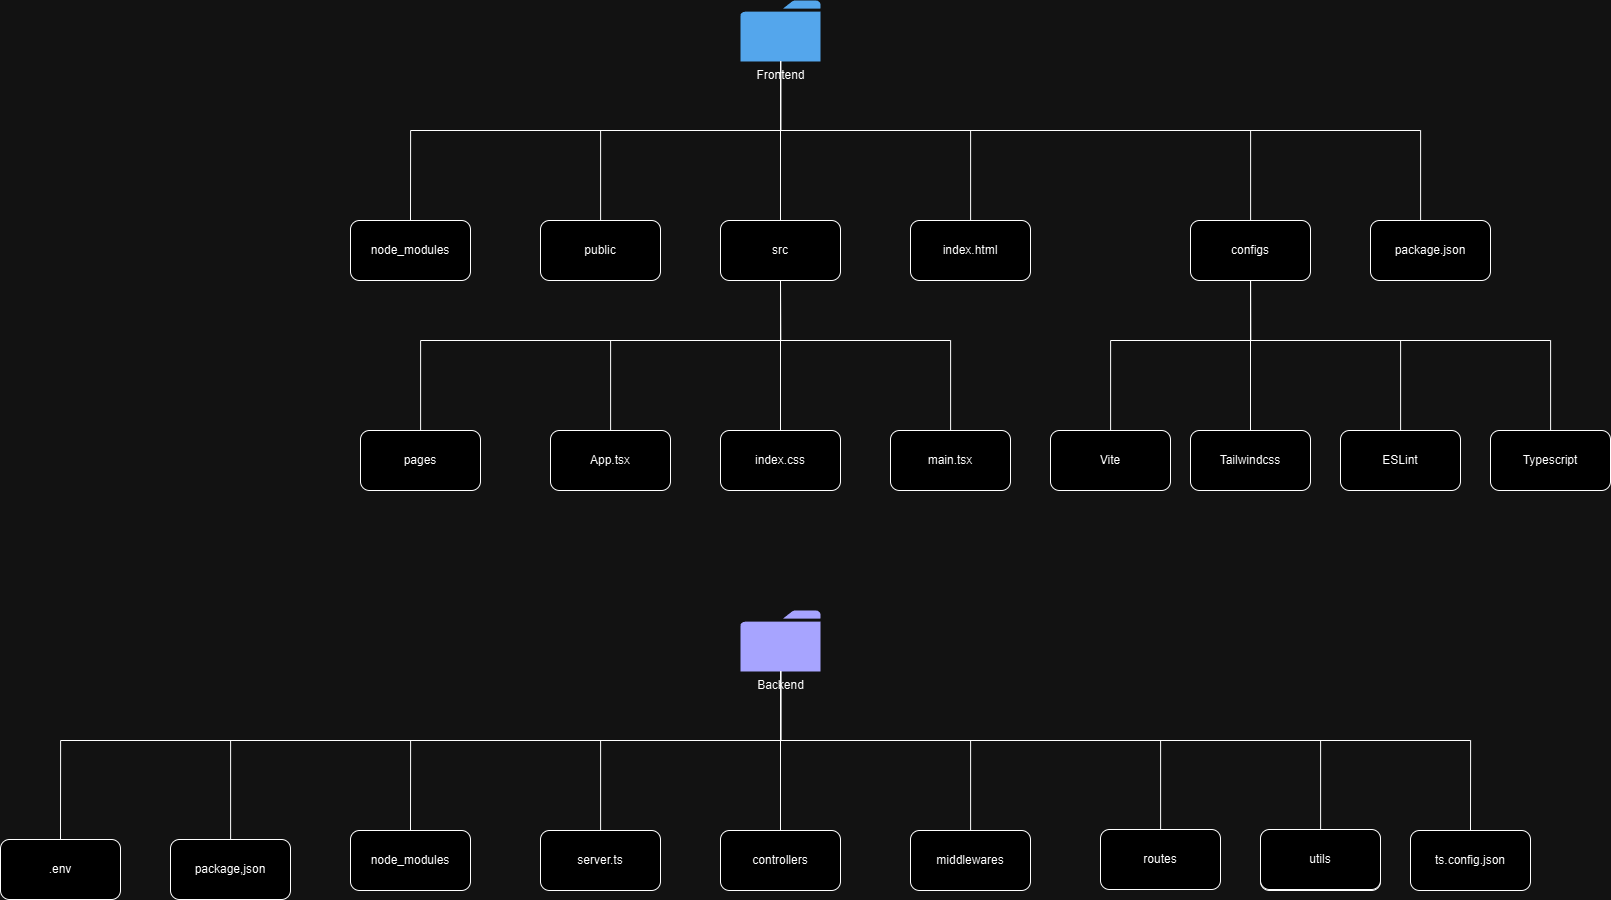 Frontend
node_modules
public
src
index.html
configs
package.json
pages
App.tsx
index.css
main.tsx
Vite
Tailwindcss
ESLint
Typescript
Backend
.env
package,json
node_modules
server.ts
controllers
middlewares
routes
utils
ts.config.json